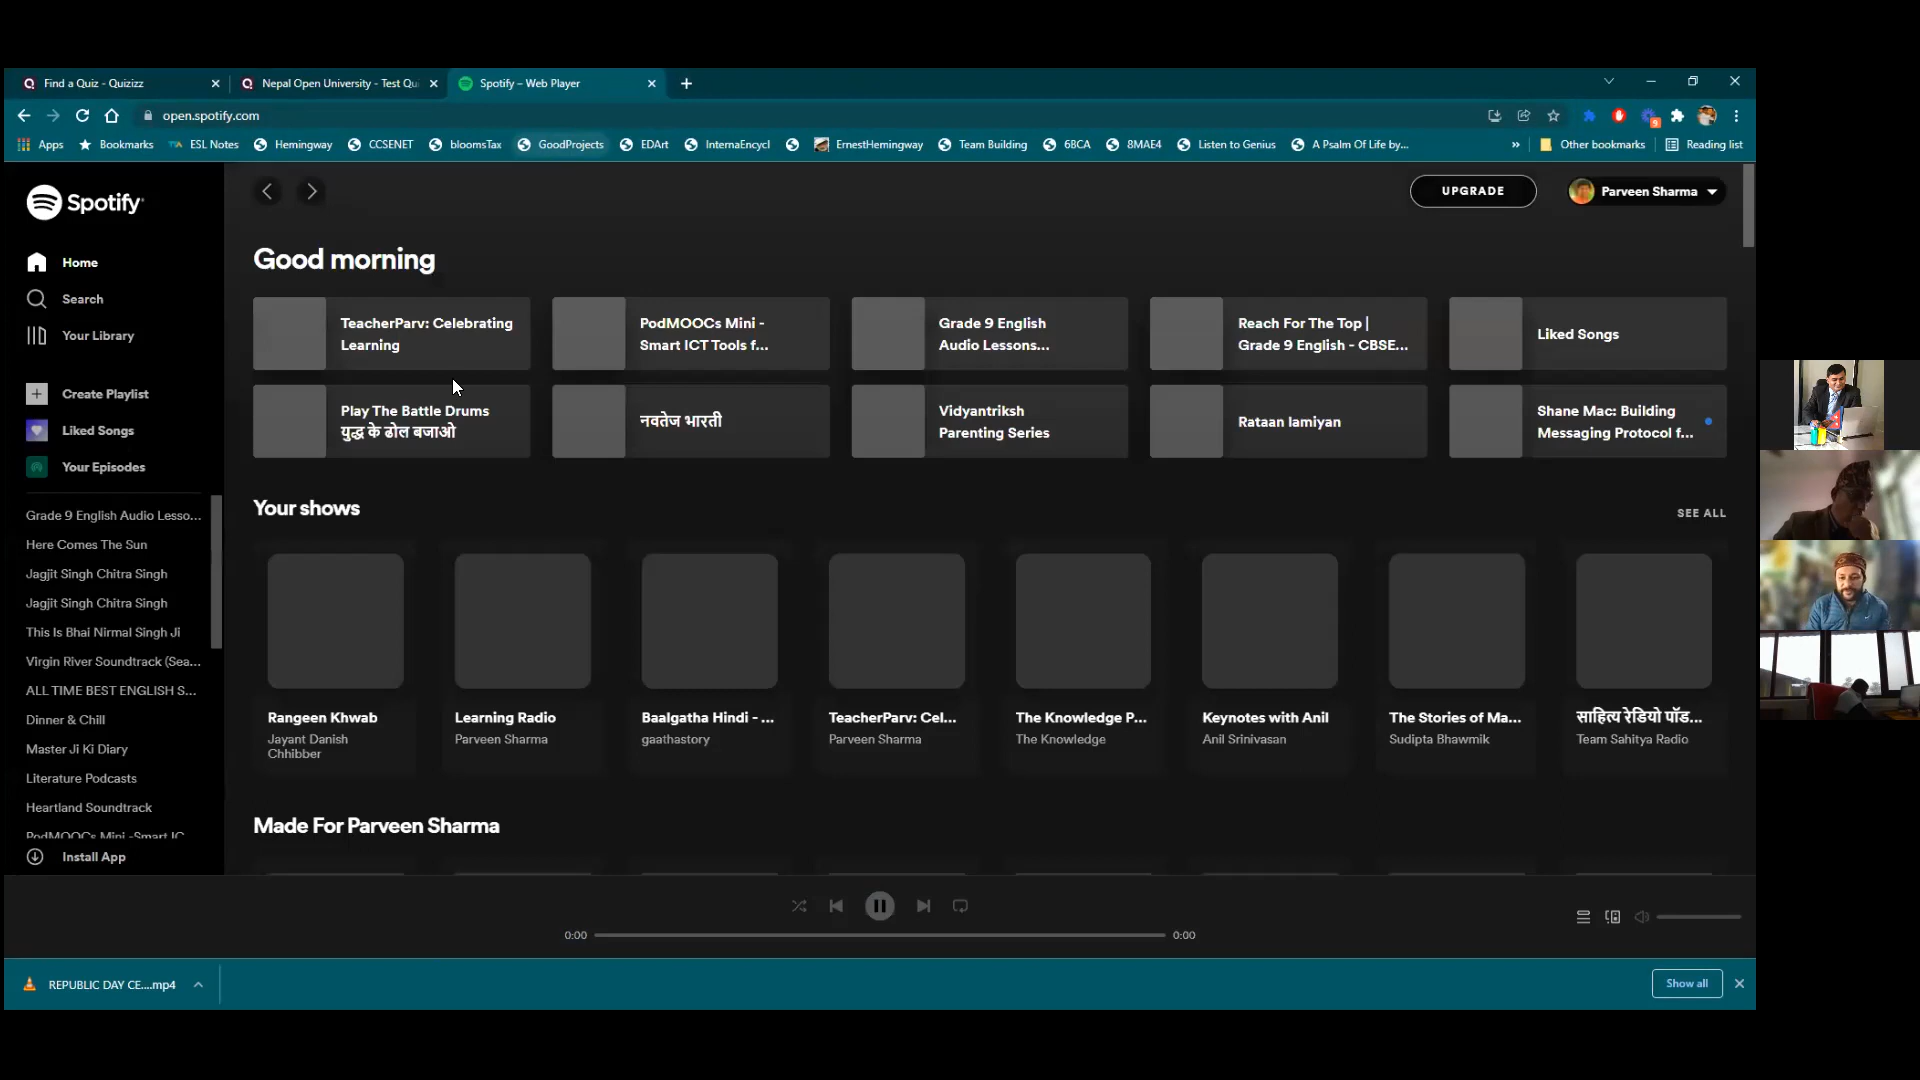 Find a Quiz - Quizizz
Nepal Open University - Test Qu
Spotify – Web Player
open.spotify.com
Apps
Bookmarks
ESL Notes
Hemingway
CCSENET
bloomsTax
GoodProjects
EDArt
InternaEncycl
ErnestHemingway
Team Building
6BCA
8MAE4
Listen to Genius
A Psalm Of Life by...
Other bookmarks
Reading list
Spotify
UPGRADE
Parveen Sharma
Home
Search
Your Library
Create Playlist
Liked Songs
Your Episodes
Grade 9 English Audio Lesso...
Here Comes The Sun
Jagjit Singh Chitra Singh
Jagjit Singh Chitra Singh
This Is Bhai Nirmal Singh Ji
Virgin River Soundtrack (Sea...
ALL TIME BEST ENGLISH S...
Dinner & Chill
Master Ji Ki Diary
Literature Podcasts
Heartland Soundtrack
PodMOOCs Mini -Smart IC
Install App
Good morning
TeacherParv: Celebrating
Learning
PodMOOCs Mini -
Smart ICT Tools f...
Grade 9 English
Audio Lessons...
Reach For The Top |
Grade 9 English - CBSE...
Liked Songs
Play The Battle Drums
युद्ध के ढोल बजाओ
नवतेज भारती
Vidyantriksh
Parenting Series
Rataan lamiyan
Shane Mac: Building
Messaging Protocol f...
Your shows
SEE ALL
Rangeen Khwab
Jayant Danish
Chhibber
Learning Radio
Parveen Sharma
Baalgatha Hindi - ...
gaathastory
TeacherParv: Cel...
Parveen Sharma
The Knowledge P...
The Knowledge
Keynotes with Anil
Anil Srinivasan
The Stories of Ma...
Sudipta Bhawmik
साहित्य रेडियो पॉड...
Team Sahitya Radio
Made For Parveen Sharma
0:00
0:00
REPUBLIC DAY CE....mp4
Show all